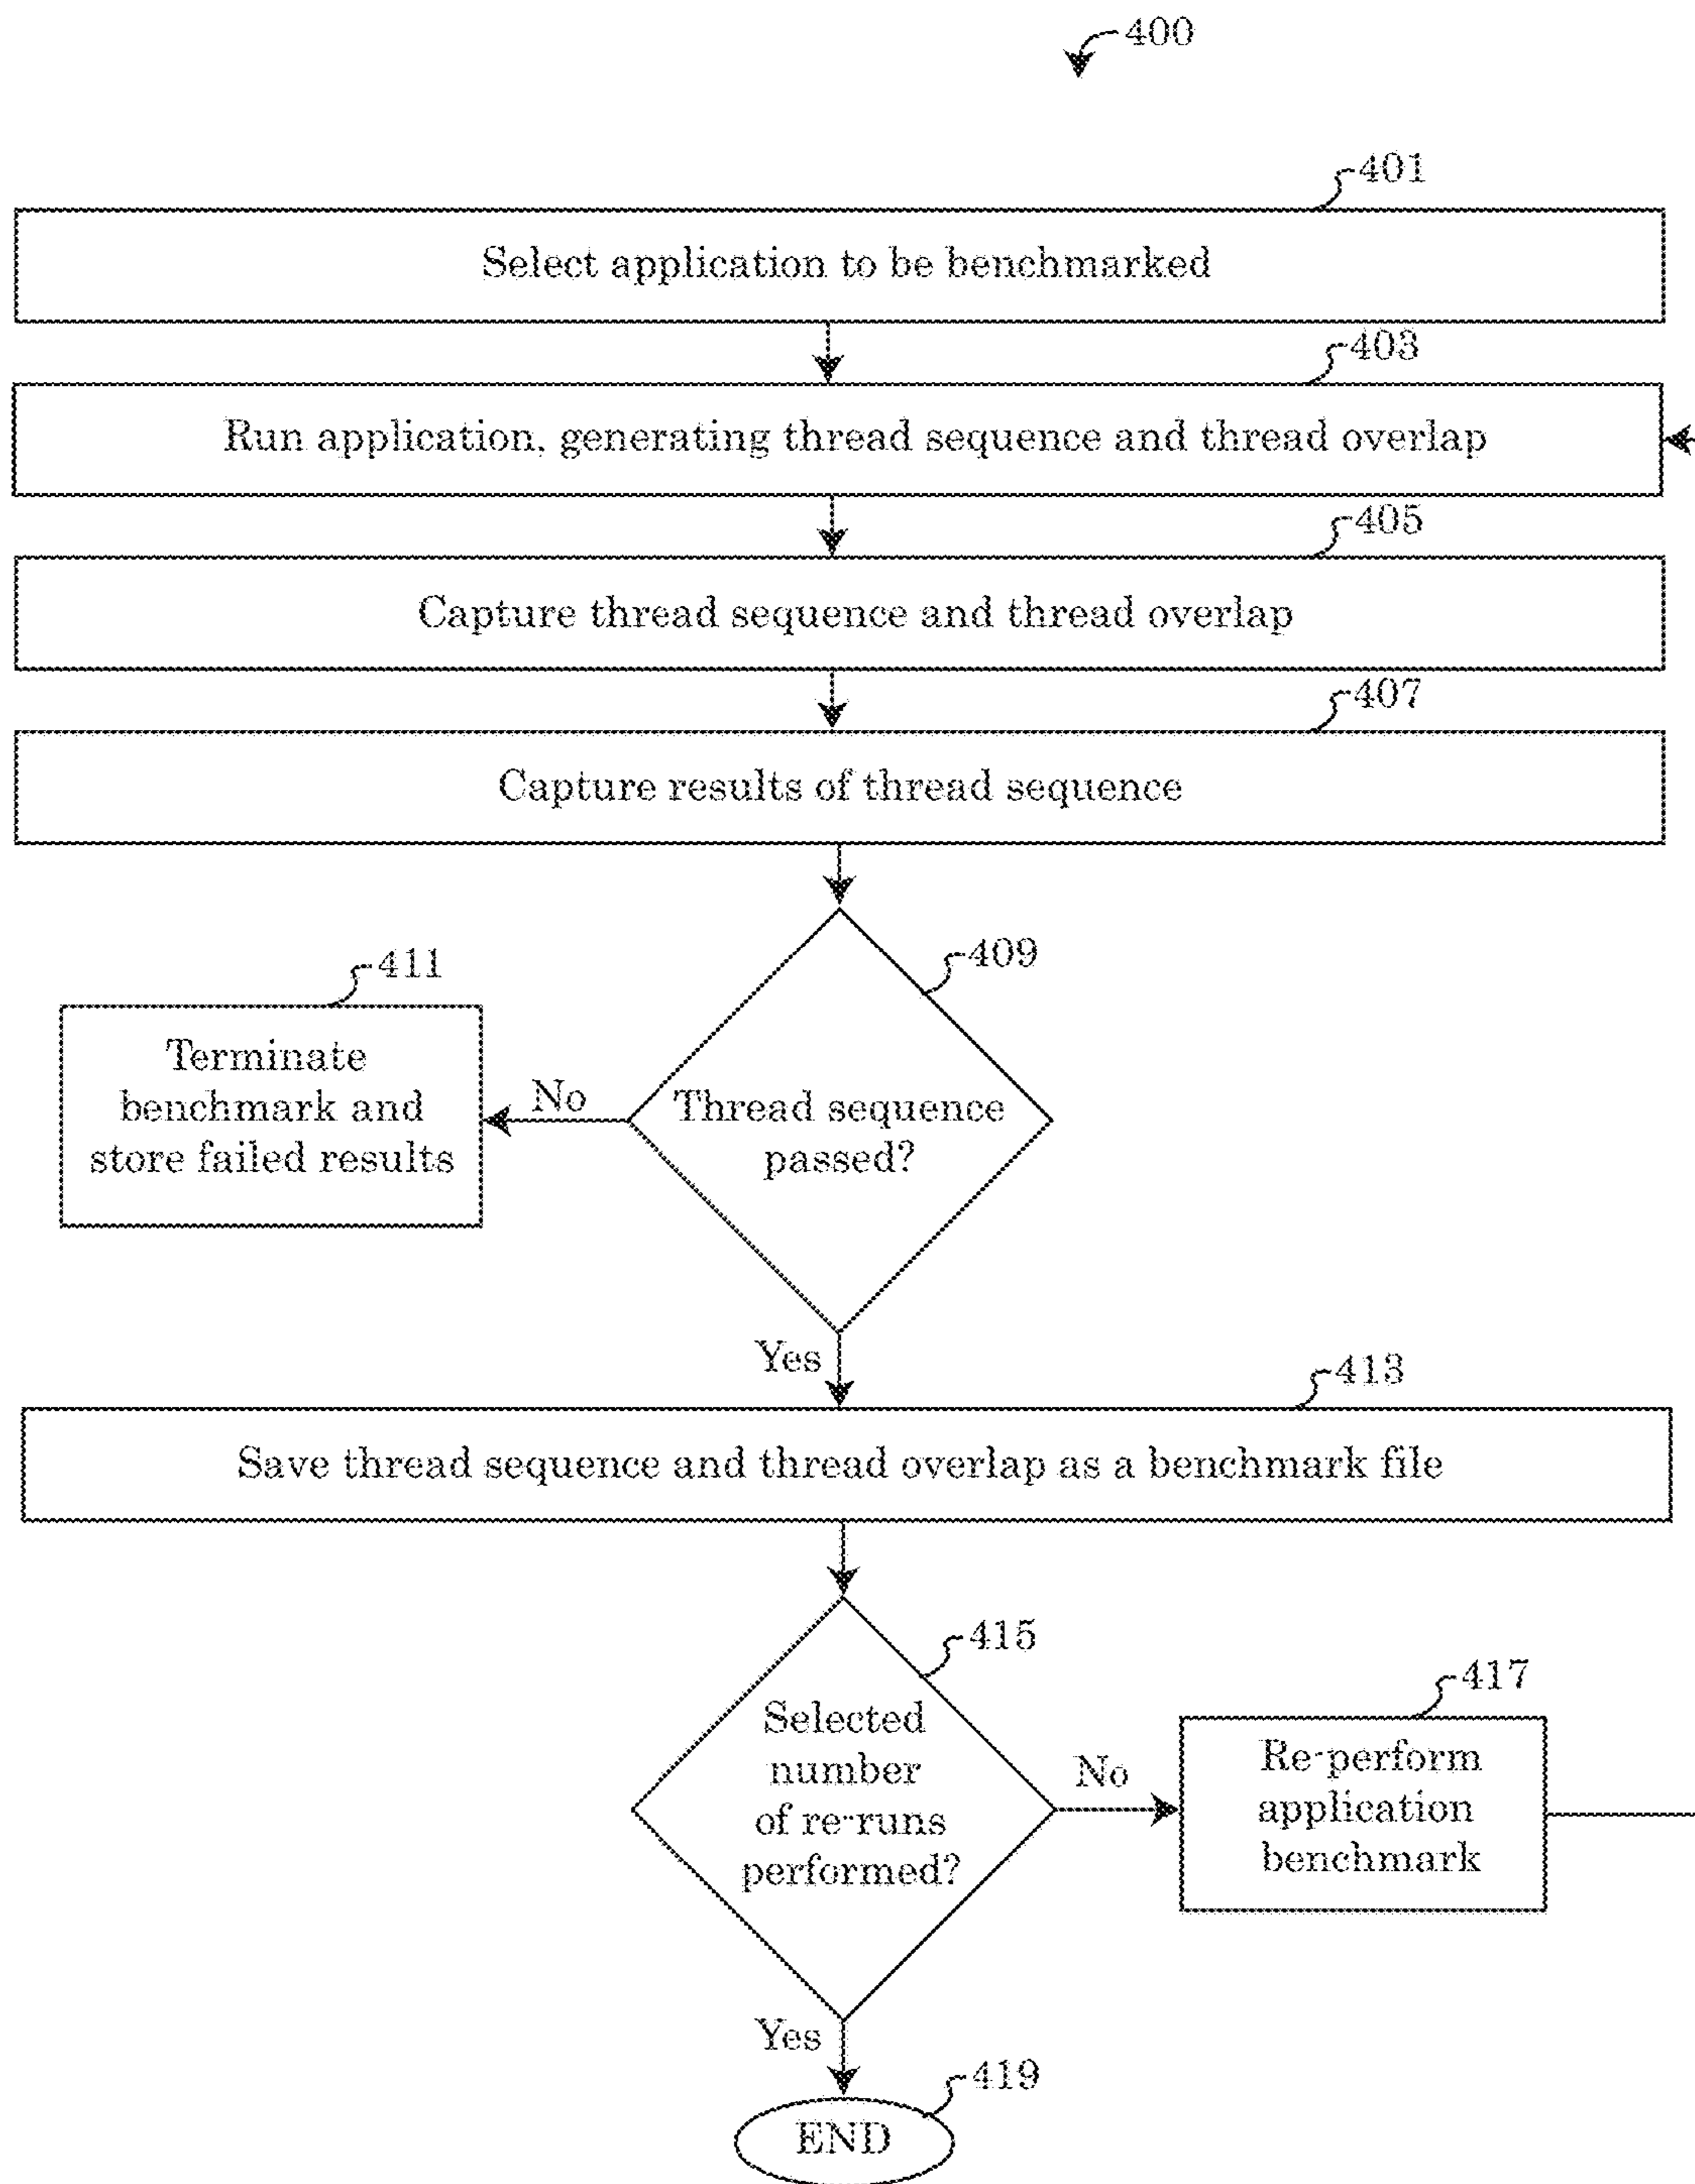 400
401
Select application to be benchmarked
403
Run application, generating thread sequence and thread overlap
405
Capture thread sequence and thread overlap
407
Capture results of thread sequence
409
411
Terminate
benchmark and
store failed results
No
Thread sequence
passed?
Yes
413
Save thread sequence and thread overlap as a benchmark file
415
417
Selected
number
of re-runs
performed?
No
Re-perform
application
benchmark
Yes
419
END